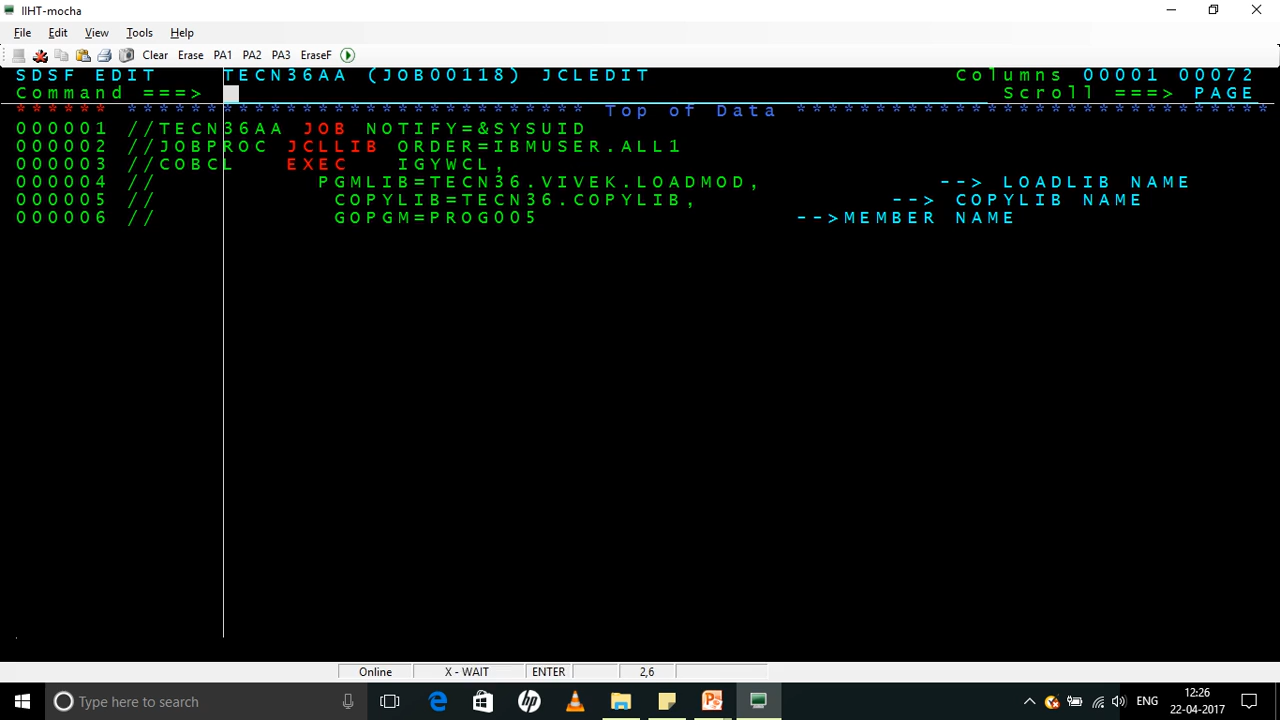 IIHT-mocha
File Edit View Tools Help
Clear Erase PA1 PA2 PA3 EraseF
SDSF EDIT TECN36AA (JOB00118) JCLEDIT Columns 00001 00072
Command ===> Scroll ===> PAGE
****** ***************************** Top of Data ******************************
000001 //TECN36AA JOB NOTIFY=&SYSUID
000002 //JOBPROC JCLLIB ORDER=IBMUSER.ALL1
000003 //COBCL EXEC IGYWCL,
000004 // PGMLIB=TECN36.VIVEK.LOADMOD, --> LOADLIB NAME
000005 // COPYLIB=TECN36.COPYLIB, --> COPYLIB NAME
000006 // GOPGM=PROG005 -->MEMBER NAME
Online X - WAIT ENTER 2,6
Type here to search ENG 12:26
22-04-2017